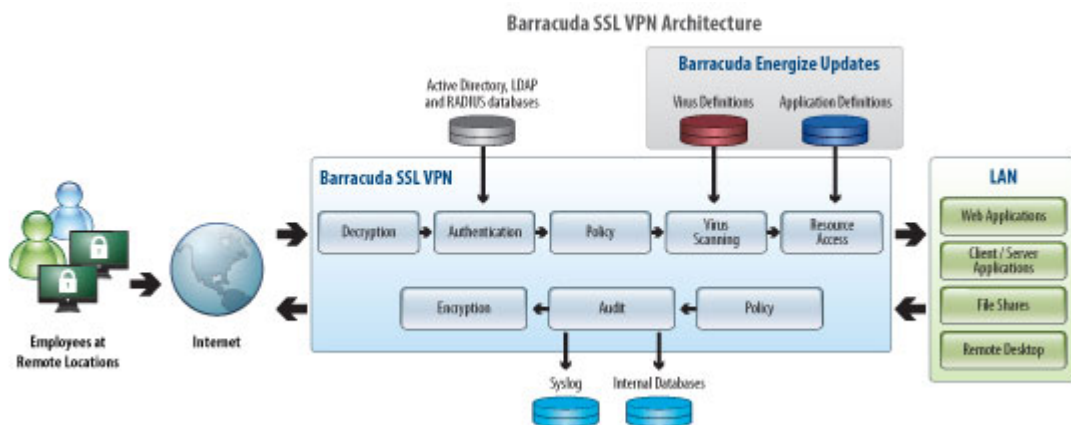 Barracuda SSL VPN Architecture
Barracuda Energize Updates
Active Directory, LDAP
and RADIUS databases
Virus Definitions
Application Definitions
Barracuda SSL VPN
LAN
Decryption
Authentication
Policy
Virus
Scanning
Resource
Access
Web Applications
Client / Server
Applications
File Shares
Remote Desktop
Encryption
Audit
Policy
Employees at
Remote Locations
Internet
Syslog
Internal Databases